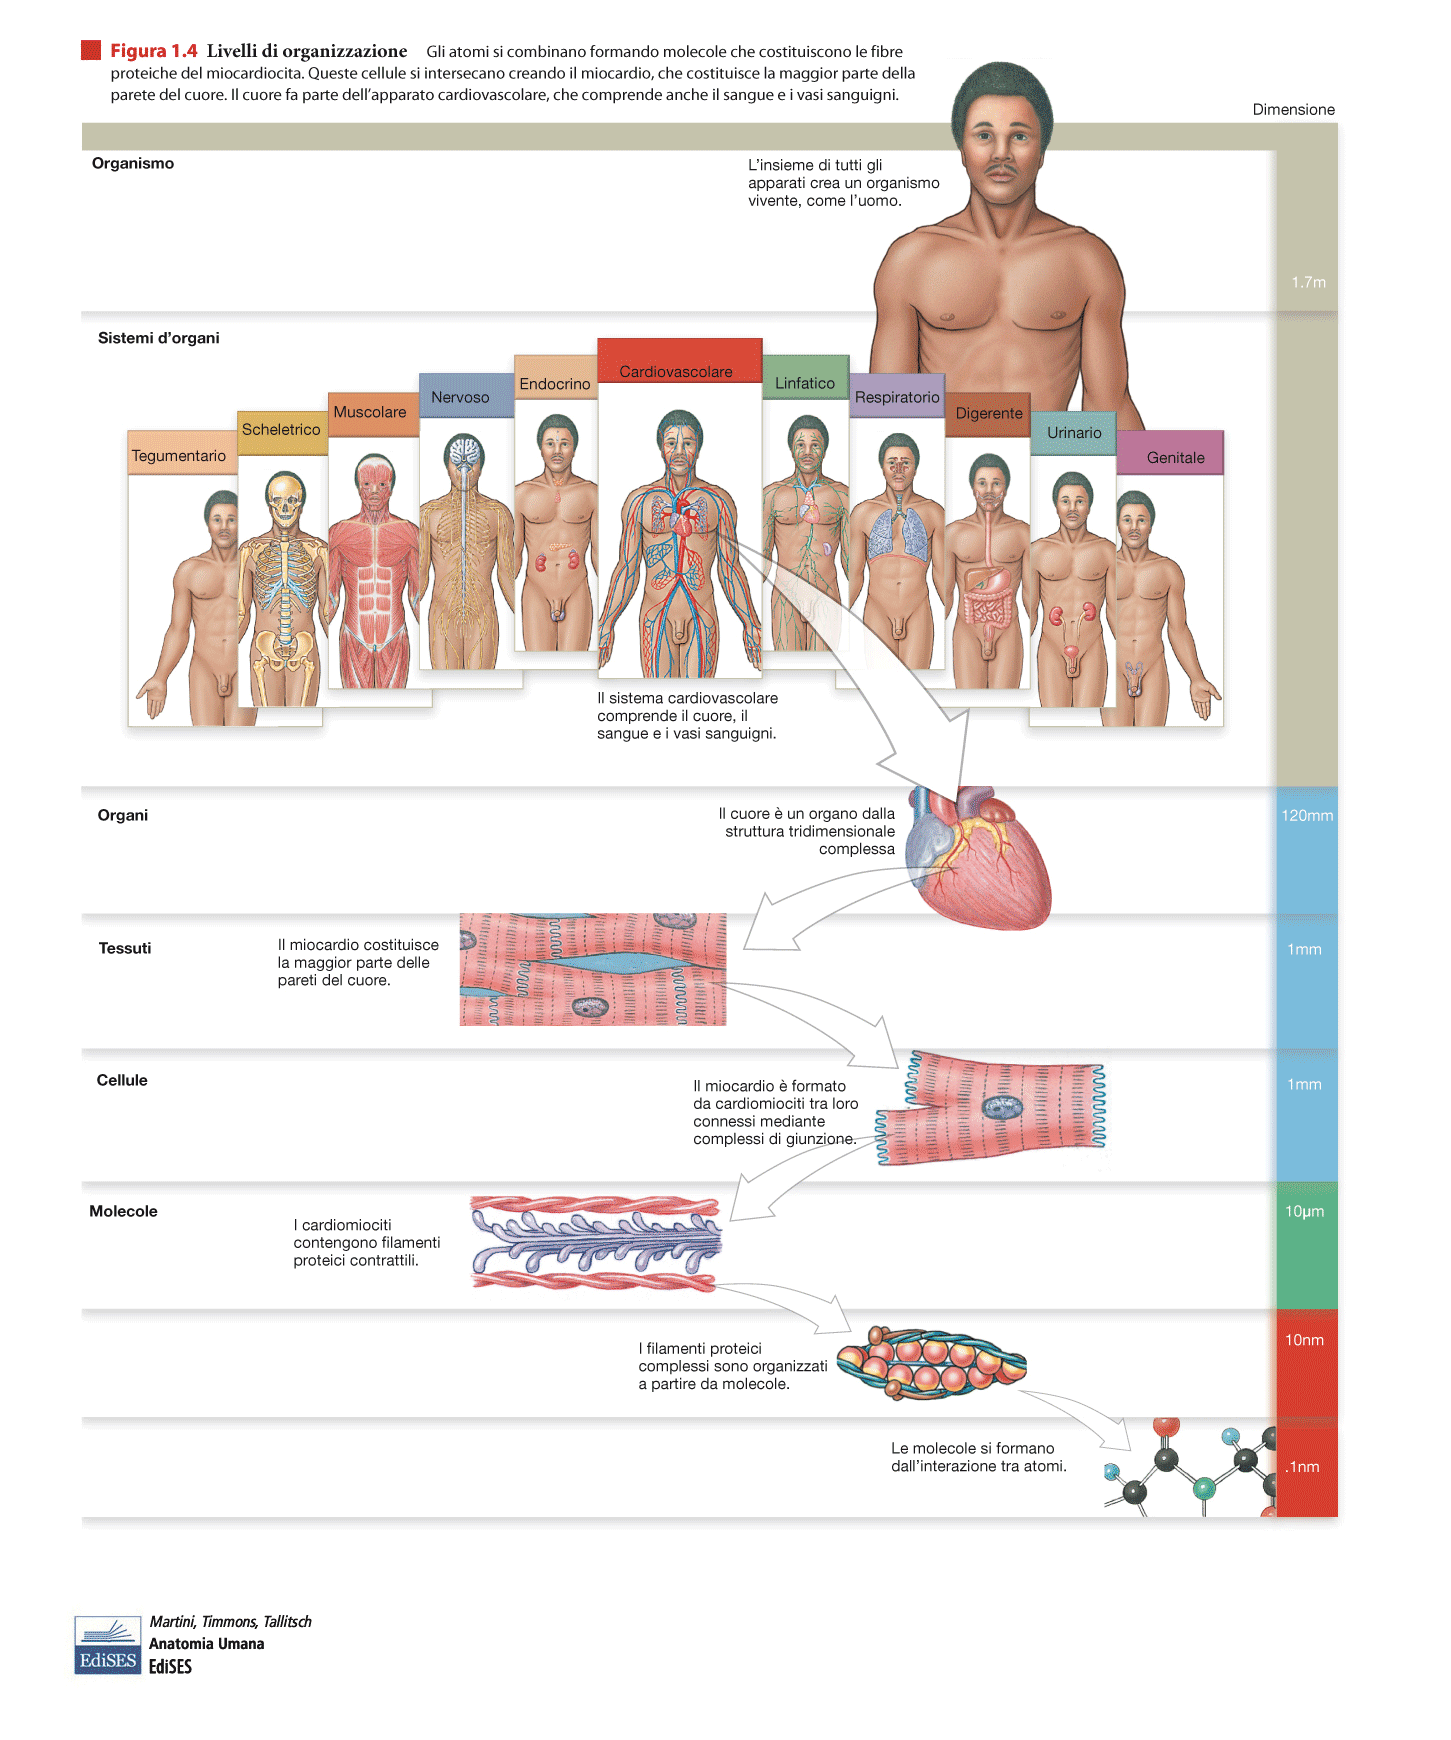 Figura 1.4 Livelli di organizzazione Gli atomi si combinano formando molecole che costituiscono le fibre
proteiche del miocardiocita. Queste cellule si intersecano creando il miocardio, che costituisce la maggior parte della
parete del cuore. Il cuore fa parte dell'apparato cardiovascolare, che comprende anche il sangue e i vasi sanguigni.
Dimensione
Organismo
L'insieme di tutti gli
apparati crea un organismo
vivente, come l'uomo.
1.7m
Sistemi d'organi
Tegumentario
Scheletrico
Muscolare
Nervoso
Endocrino
Cardiovascolare
Linfatico
Respiratorio
Digerente
Urinario
Genitale
Il sistema cardiovascolare
comprende il cuore, il
sangue e i vasi sanguigni.
Organi
Il cuore è un organo dalla
struttura tridimensionale
complessa
120mm
Tessuti
Il miocardio costituisce
la maggior parte delle
pareti del cuore.
1mm
Cellule
Il miocardio è formato
da cardiomiociti tra loro
connessi mediante
complessi di giunzione.
1mm
Molecole
I cardiomiociti
contengono filamenti
proteici contrattili.
10µm
I filamenti proteici
complessi sono organizzati
a partire da molecole.
10nm
Le molecole si formano
dall'interazione tra atomi.
.1nm
EdiSES
Martini, Timmons, Tallitsch
Anatomia Umana
EdiSES